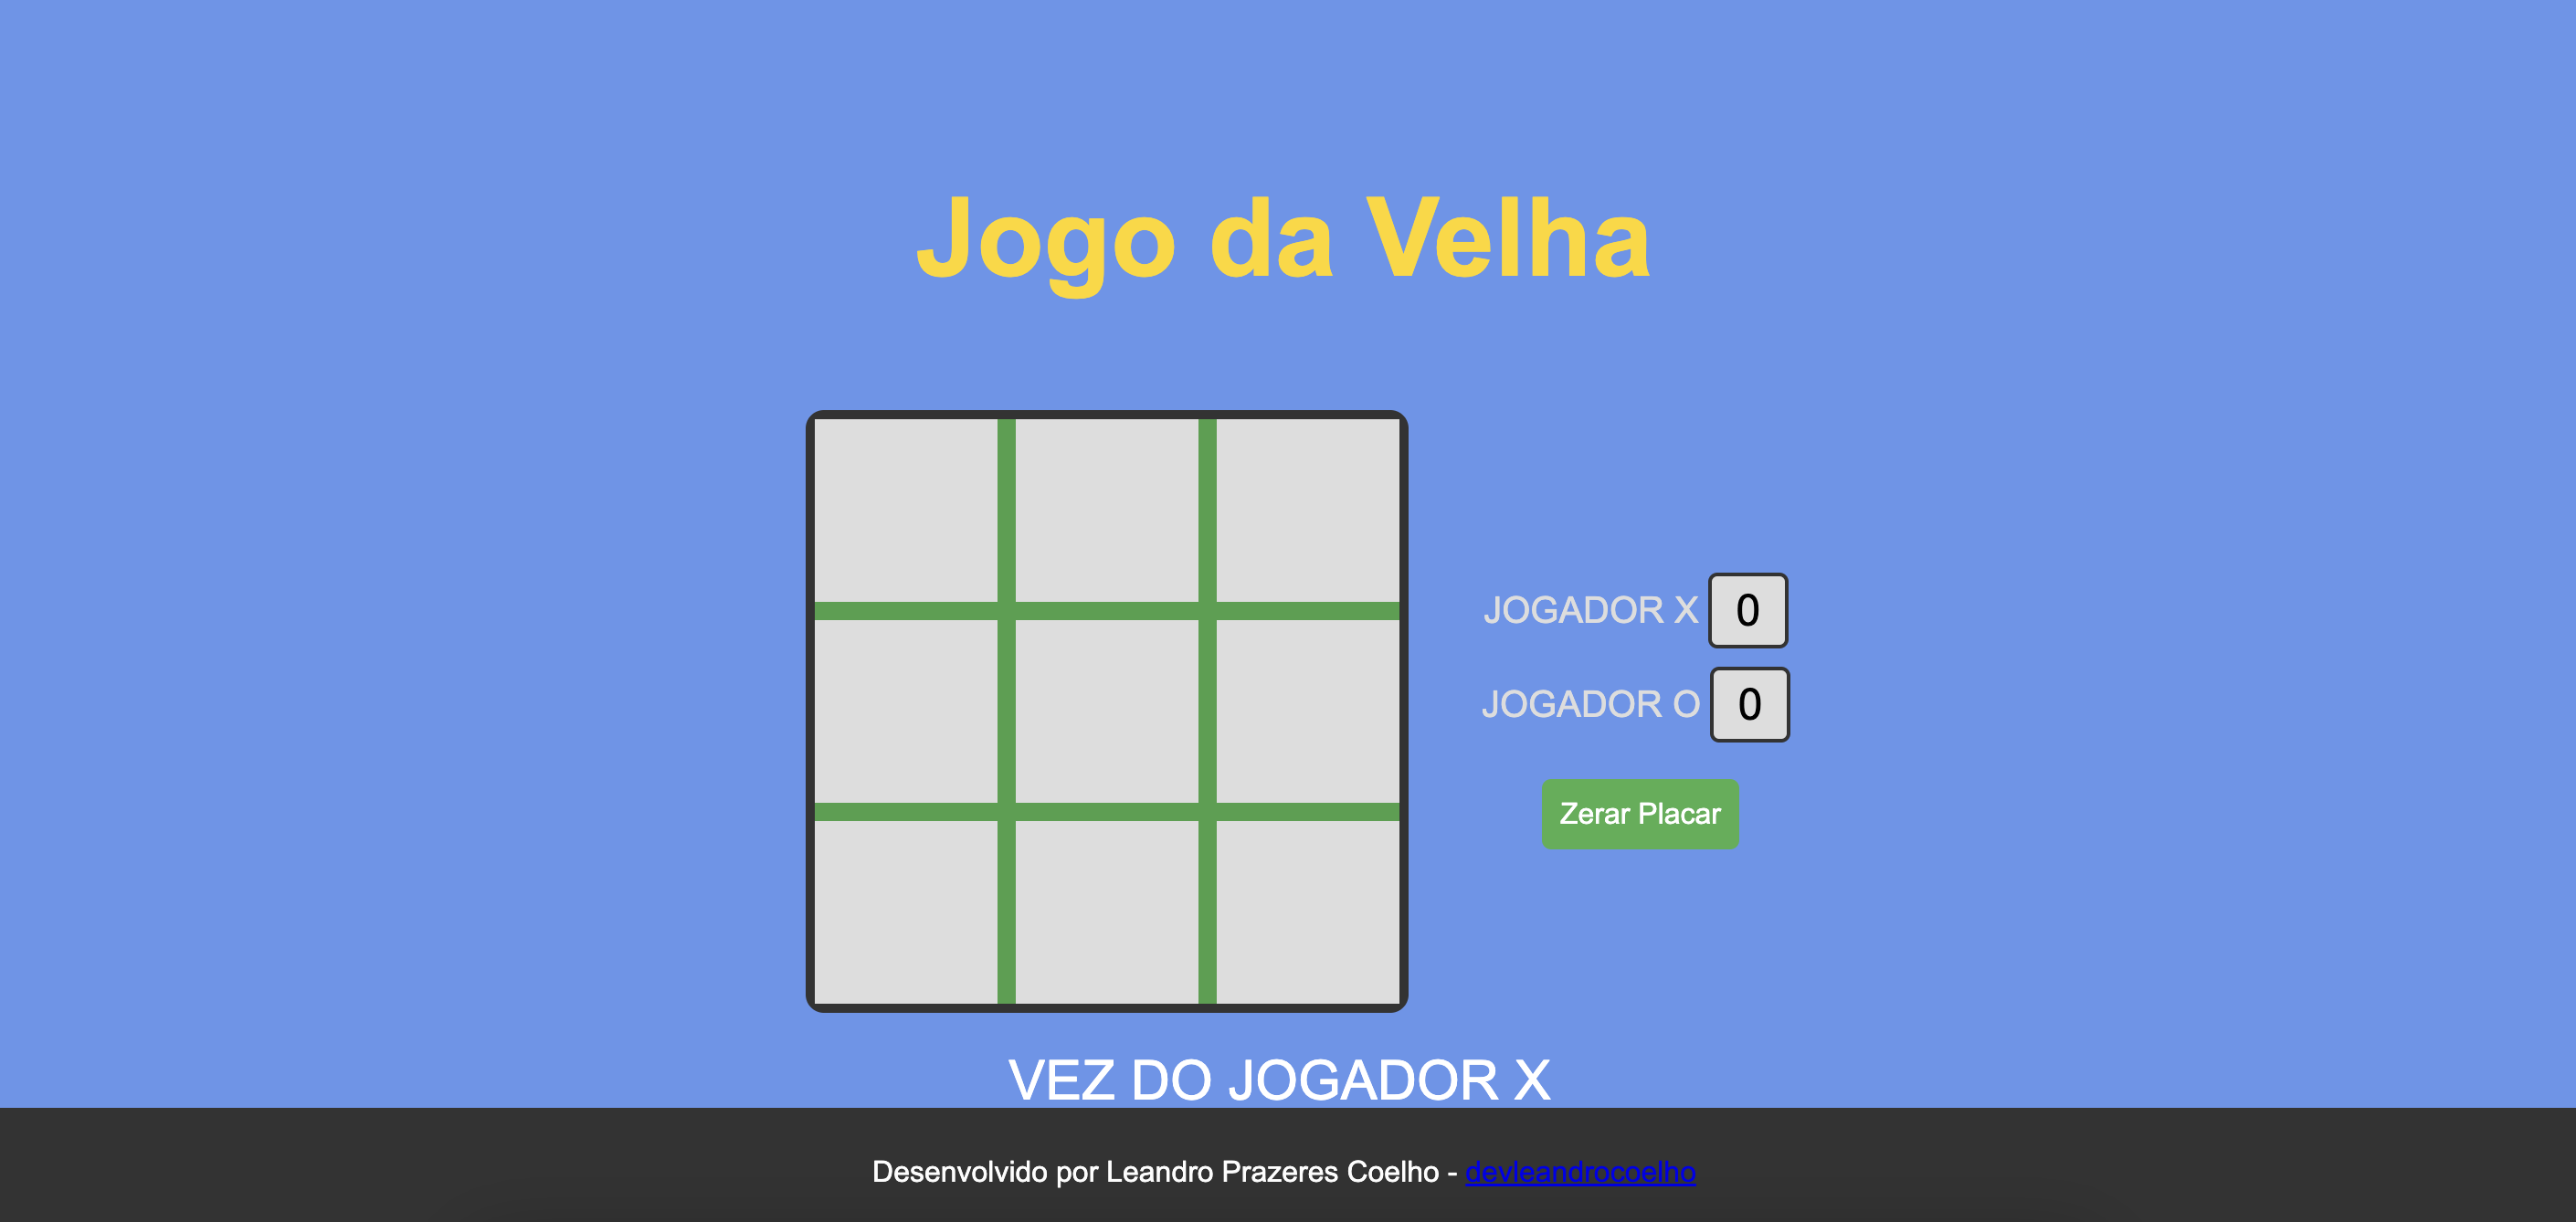 Jogo da Velha
JOGADOR X 0
JOGADOR O 0
Zerar Placar
VEZ DO JOGADOR X
Desenvolvido por Leandro Prazeres Coelho - devleandrocoelho